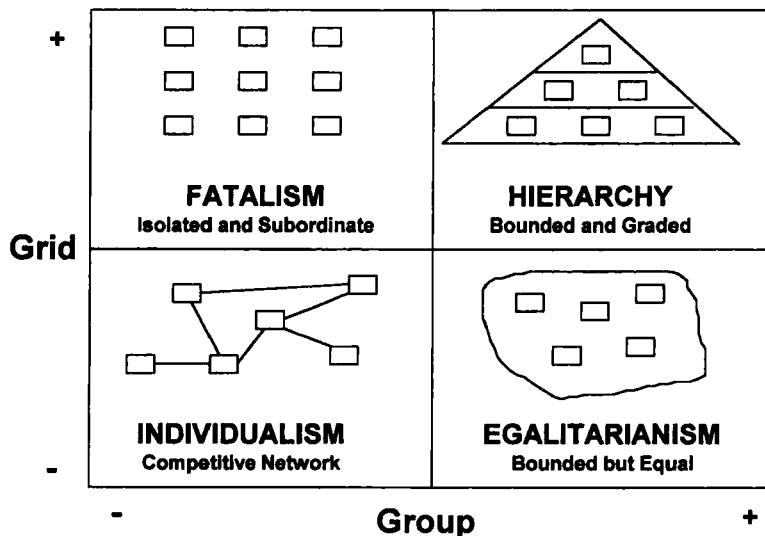 +
FATALISM
Isolated and Subordinate
HIERARCHY
Bounded and Graded
Grid
INDIVIDUALISM
Competitive Network
EGALITARIANISM
Bounded but Equal
-
-
Group
+